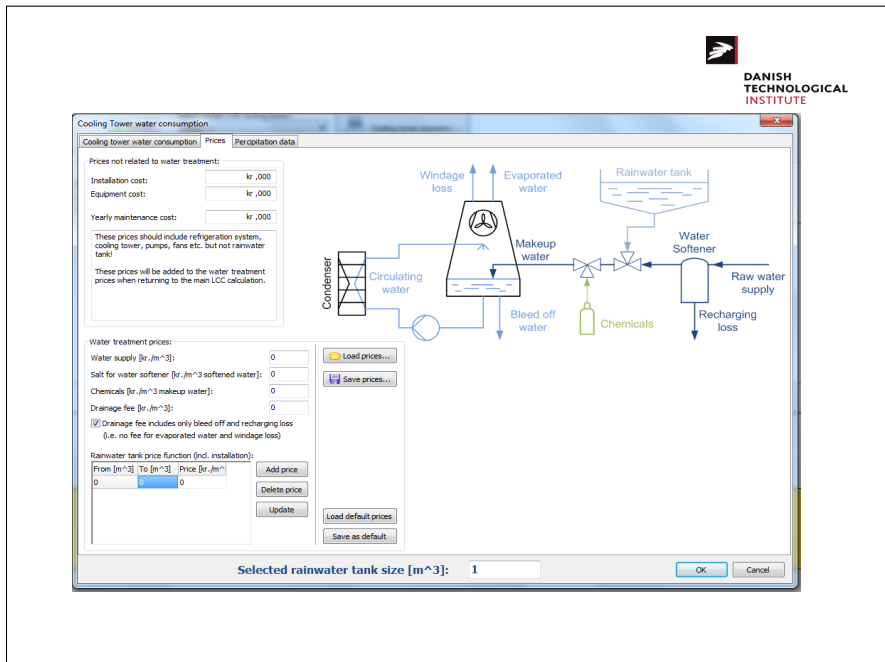 DANISH
TECHNOLOGICAL
INSTITUTE
Cooling Tower water consumption
Cooling tower water consumption
Prices
Percipitation data
Prices not related to water treatment:
Installation cost:
kr ,000
Equipment cost:
kr ,000
Yearly maintenance cost:
kr ,000
These prices should include refrigeration system,
cooling tower, pumps, fans etc. but not rainwater
tank!
These prices will be added to the water treatment
prices when returning to the main LCC calculation.
Windage
loss
Evaporated
water
Rainwater tank
Condenser
Circulating
water
Makeup
water
Water
Softener
Raw water
supply
Bleed off
water
Chemicals
Recharging
loss
Water treatment prices:
Water supply [kr./m^3]:
0
Salt for water softener [kr./m^3 softened water]:
0
Chemicals [kr./m^3 makeup water]:
0
Drainage fee [kr./m^3]:
0
Drainage fee includes only bleed off and recharging loss
(i.e. no fee for evaporated water and windage loss)
Rainwater tank price function (incl. installation):
From [m^3] To [m^3] Price [kr./m^
0 0 0
Add price
Delete price
Update
Load prices...
Save prices...
Load default prices
Save as default
Selected rainwater tank size [m^3]: 1
OK
Cancel